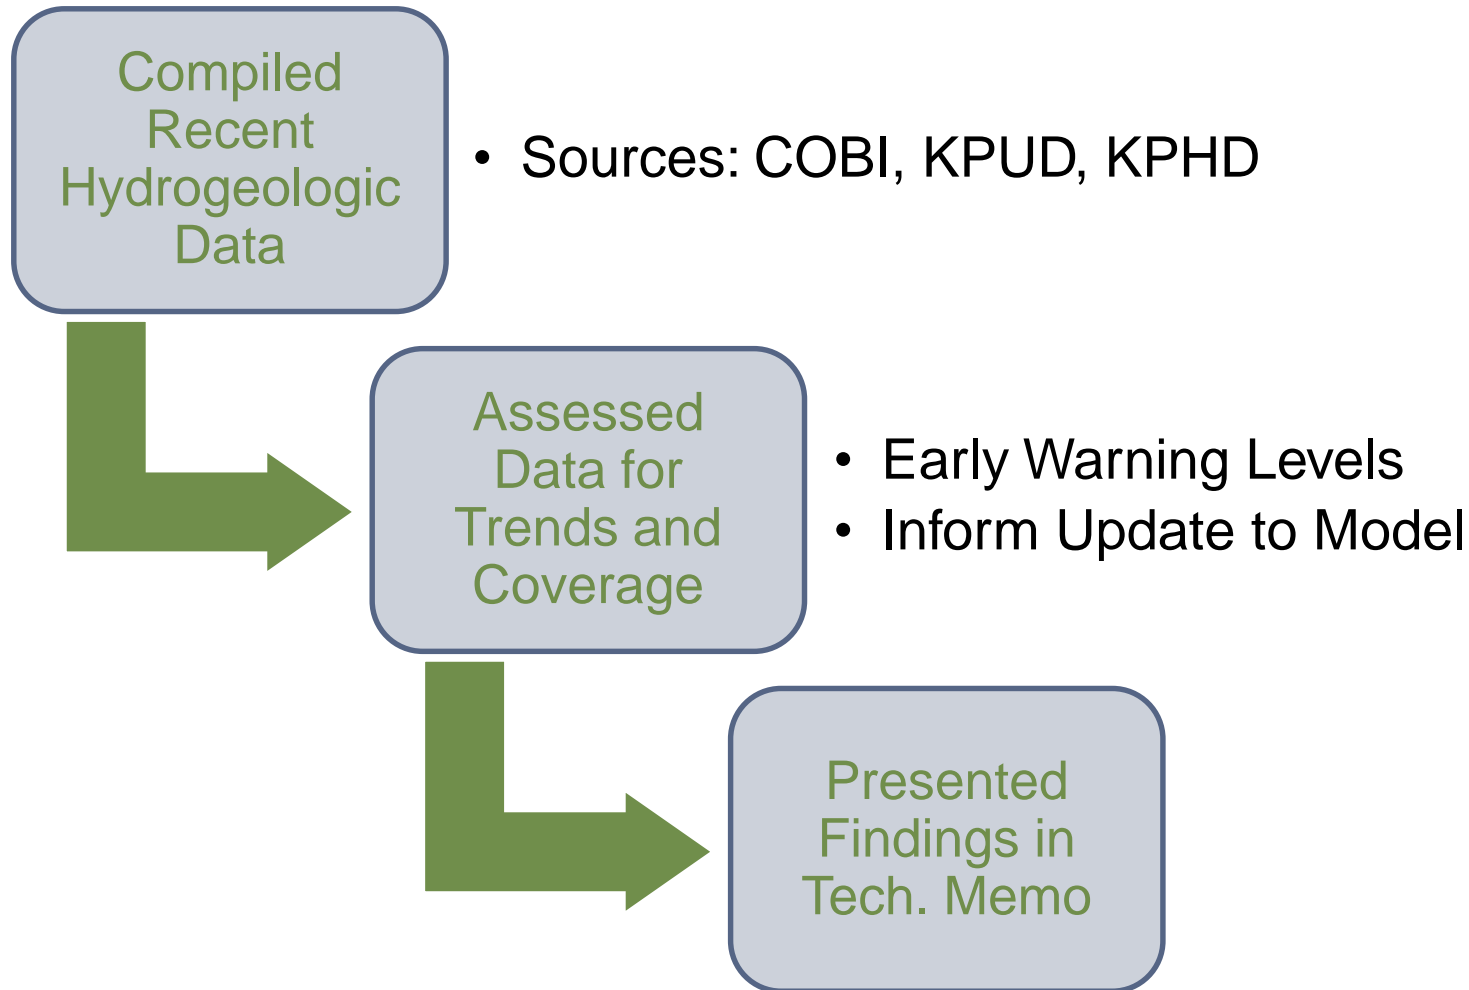 Compiled
Recent
Hydrogeologic
Data
• Sources: COBI, KPUD, KPHD
Assessed
Data for
Trends and
Coverage
• Early Warning Levels
• Inform Update to Model
Presented
Findings in
Tech. Memo